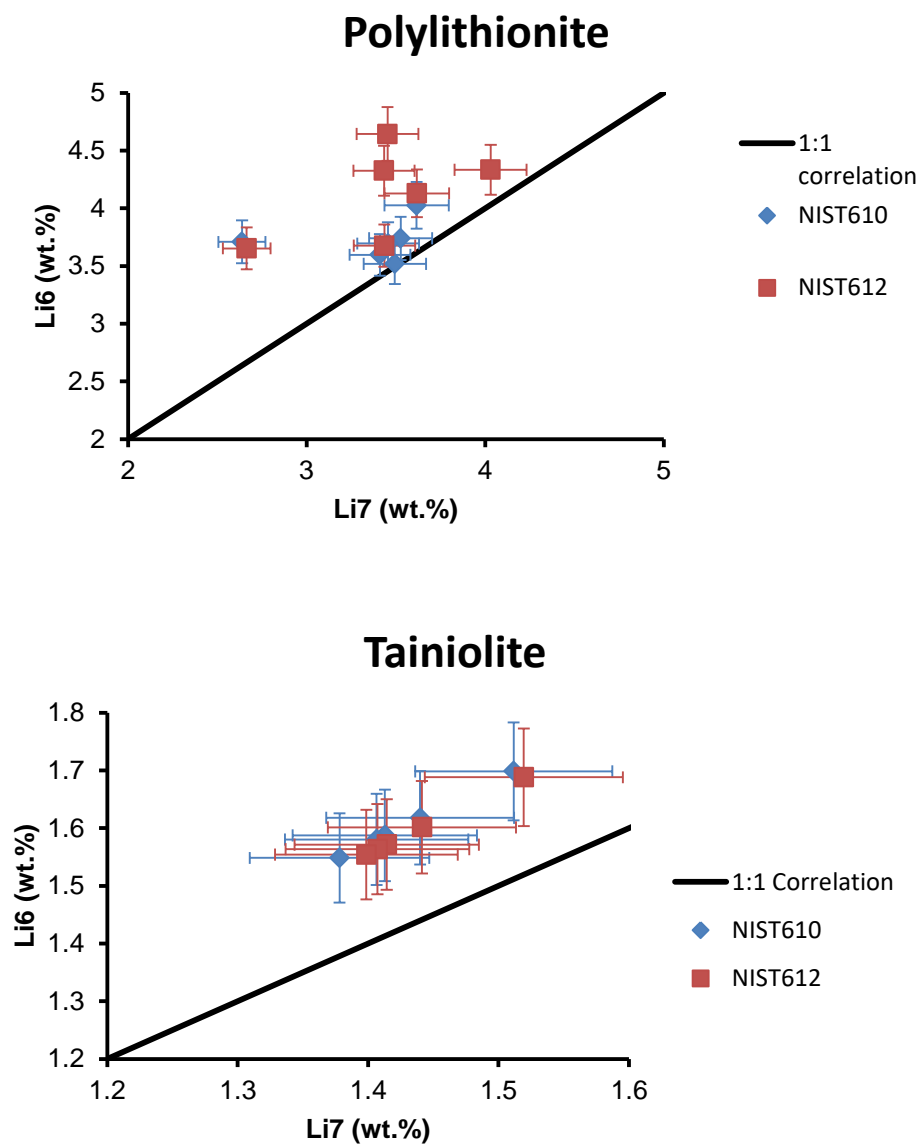 Polylithionite
5
4.5
4
3.5
3
2.5
2
Li6 (wt.%)
2 3 4 5
Li7 (wt.%)
1:1
correlation
NIST610
NIST612
Tainiolite
1.8
1.7
1.6
1.5
1.4
1.3
1.2
Li6 (wt.%)
1.2 1.3 1.4 1.5 1.6
Li7 (wt.%)
1:1 Correlation
NIST610
NIST612